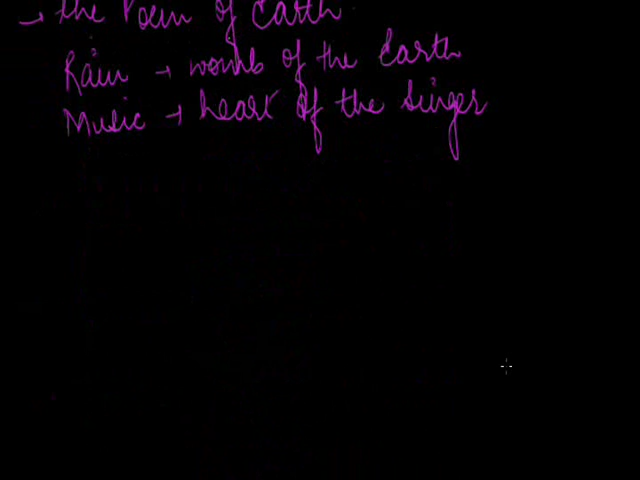 → the Poem of Earth
Rain → womb of the Earth
Music → heart of the singer